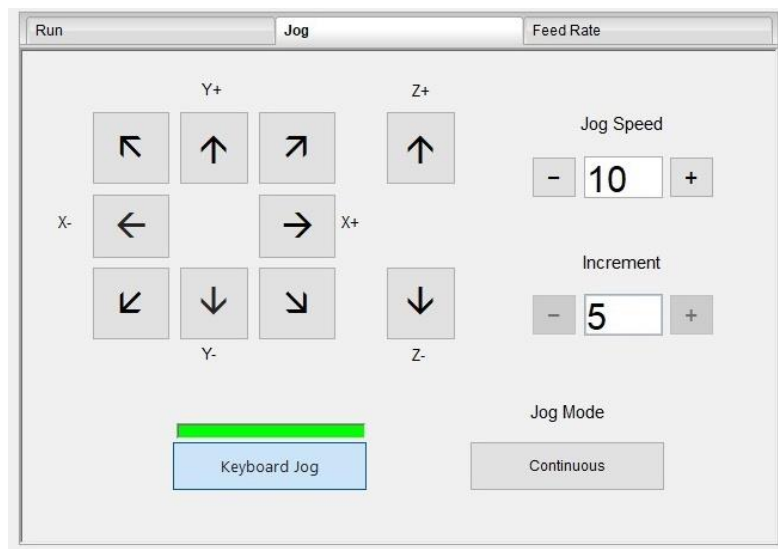 Run Jog Feed Rate
Y+ Z+
Jog Speed
- 10 +
X- X+
Increment
- 5 +
Y- Z-
Jog Mode
Keyboard Jog Continuous